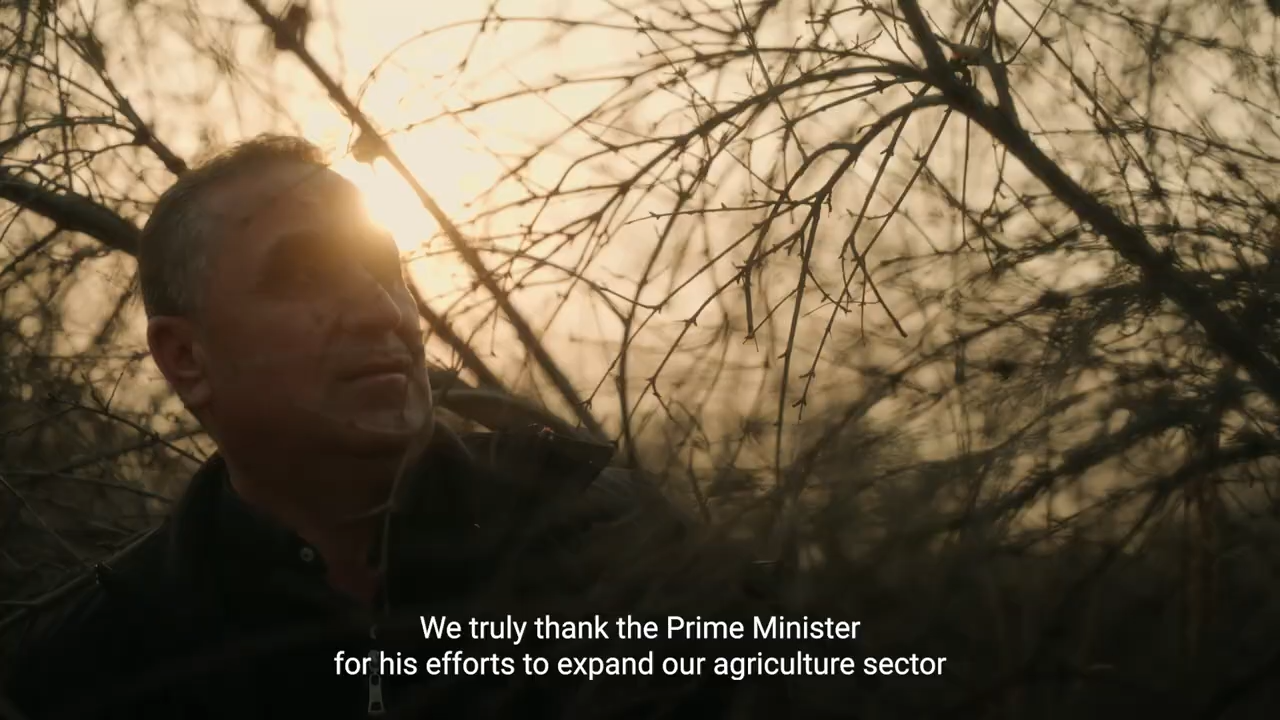 We truly thank the Prime Minister
for his efforts to expand our agriculture sector